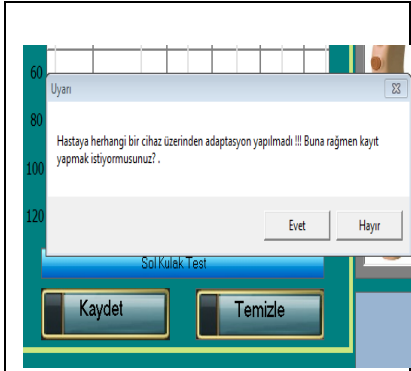 60
Uyarı
80
Hastaya herhangi bir cihaz üzerinden adaptasyon yapılmadı !!! Buna rağmen kayıt
yapmak istiyormusunuz? .
100
120
Evet Hayır
Sol Kulak Test
Kaydet Temizle